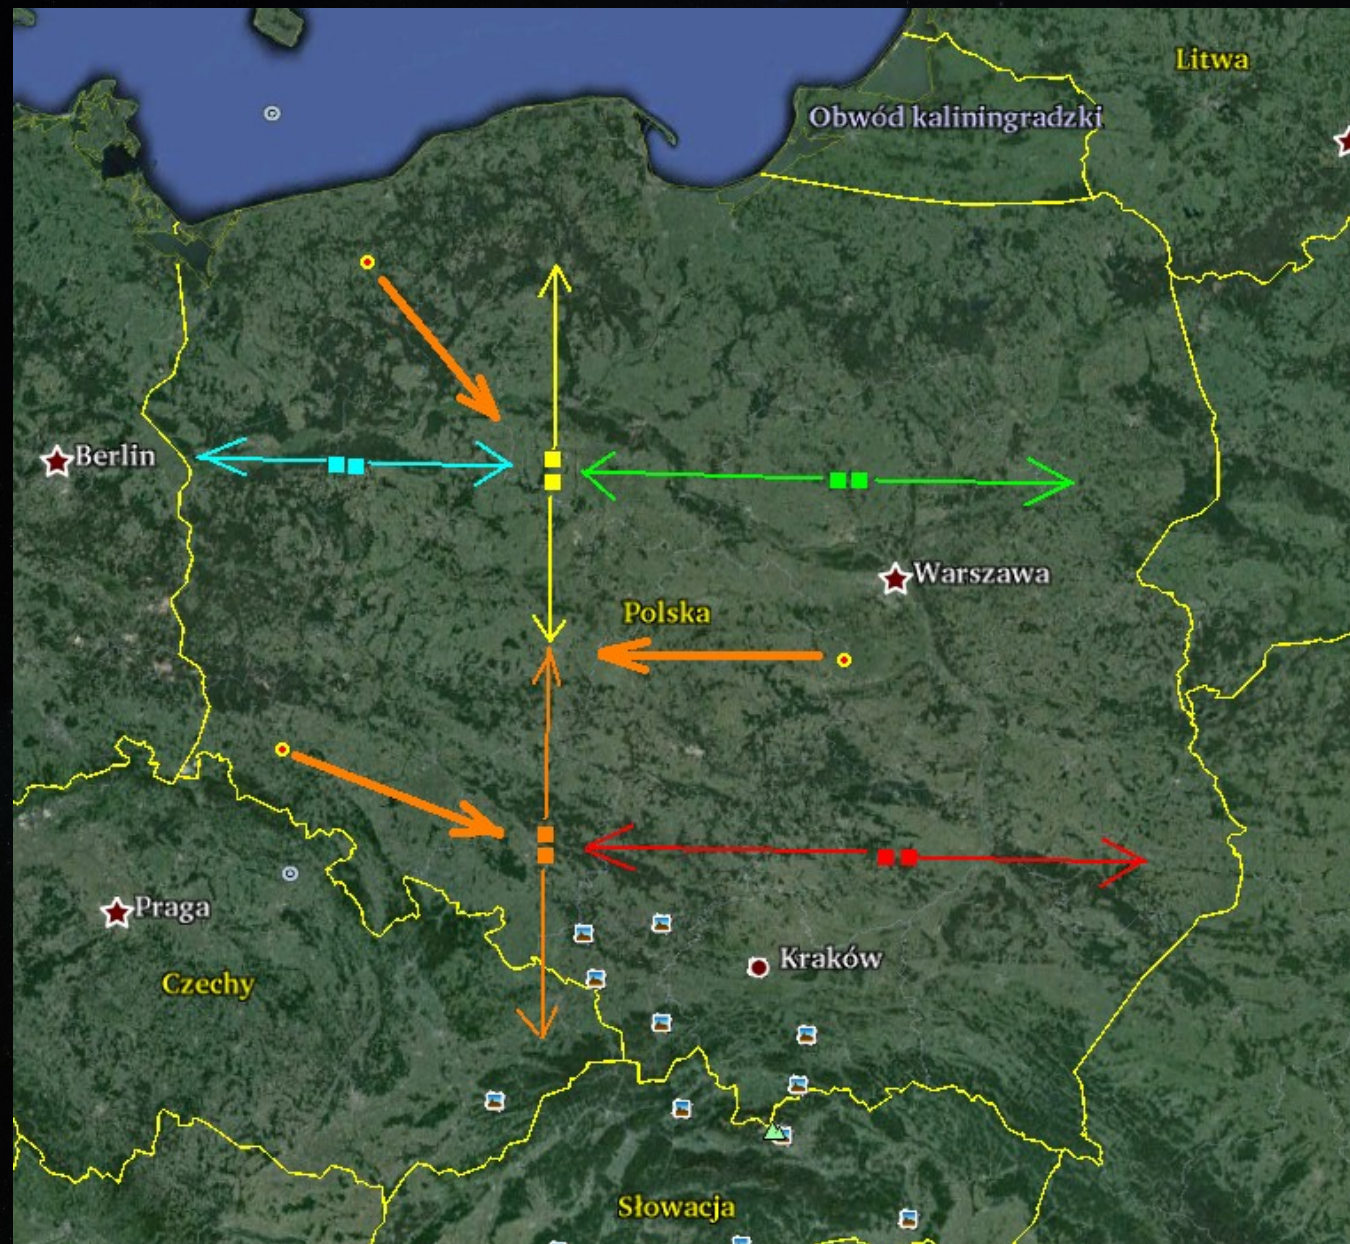 Litwa
Obwód kaliningradzki
Berlin
Warszawa
Polska
Praga
Kraków
Czechy
Słowacja